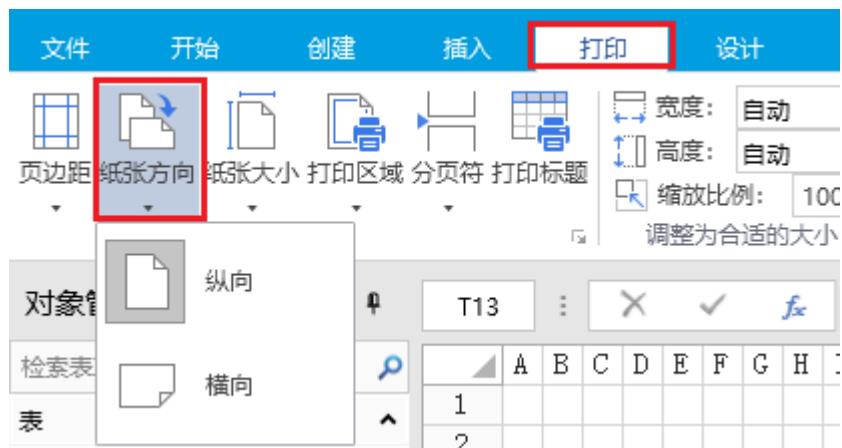 文件 开始 创建 插入 打印 设计
页边距 纸张方向 纸张大小 打印区域 分页符 打印标题
宽度： 自动
高度： 自动
缩放比例： 100
调整为合适的大小
纵向
横向
对象管
T13 fx
检索表
A B C D E F G H
表
1
2